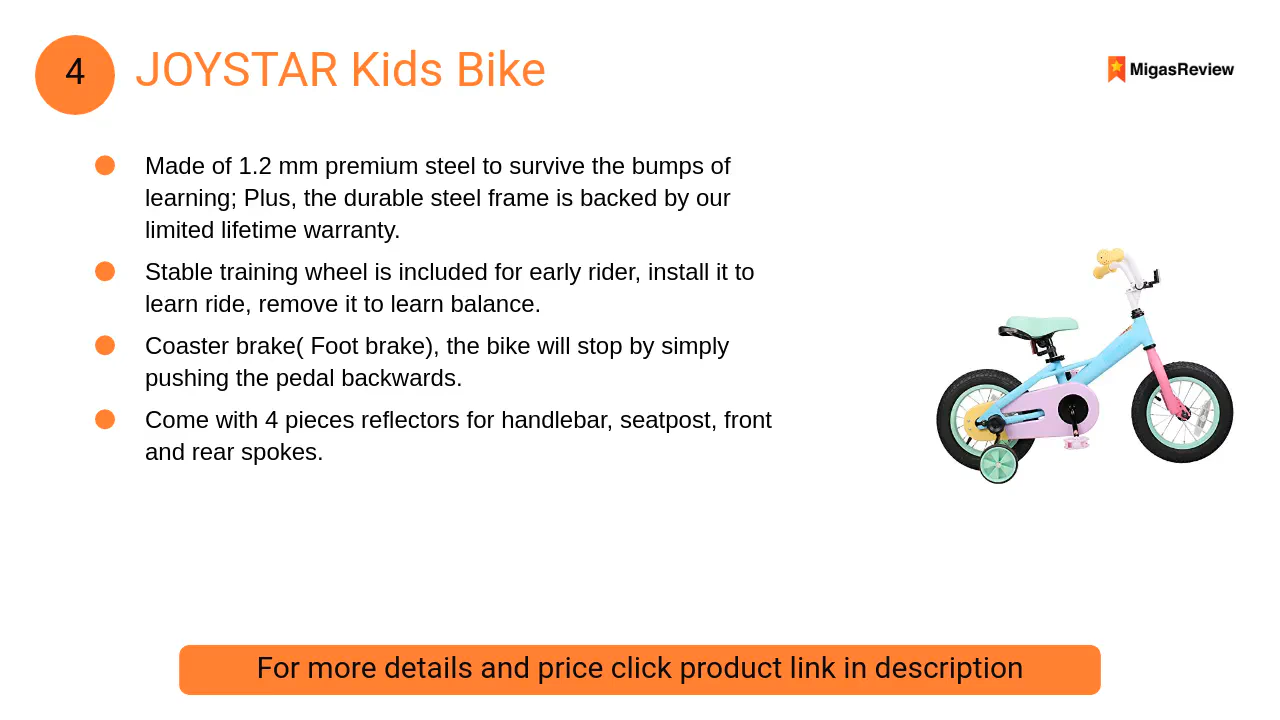 4
JOYSTAR Kids Bike
MigasReview
Made of 1.2 mm premium steel to survive the bumps of
learning; Plus, the durable steel frame is backed by our
limited lifetime warranty.
Stable training wheel is included for early rider, install it to
learn ride, remove it to learn balance.
Coaster brake( Foot brake), the bike will stop by simply
pushing the pedal backwards.
Come with 4 pieces reflectors for handlebar, seatpost, front
and rear spokes.
For more details and price click product link in description